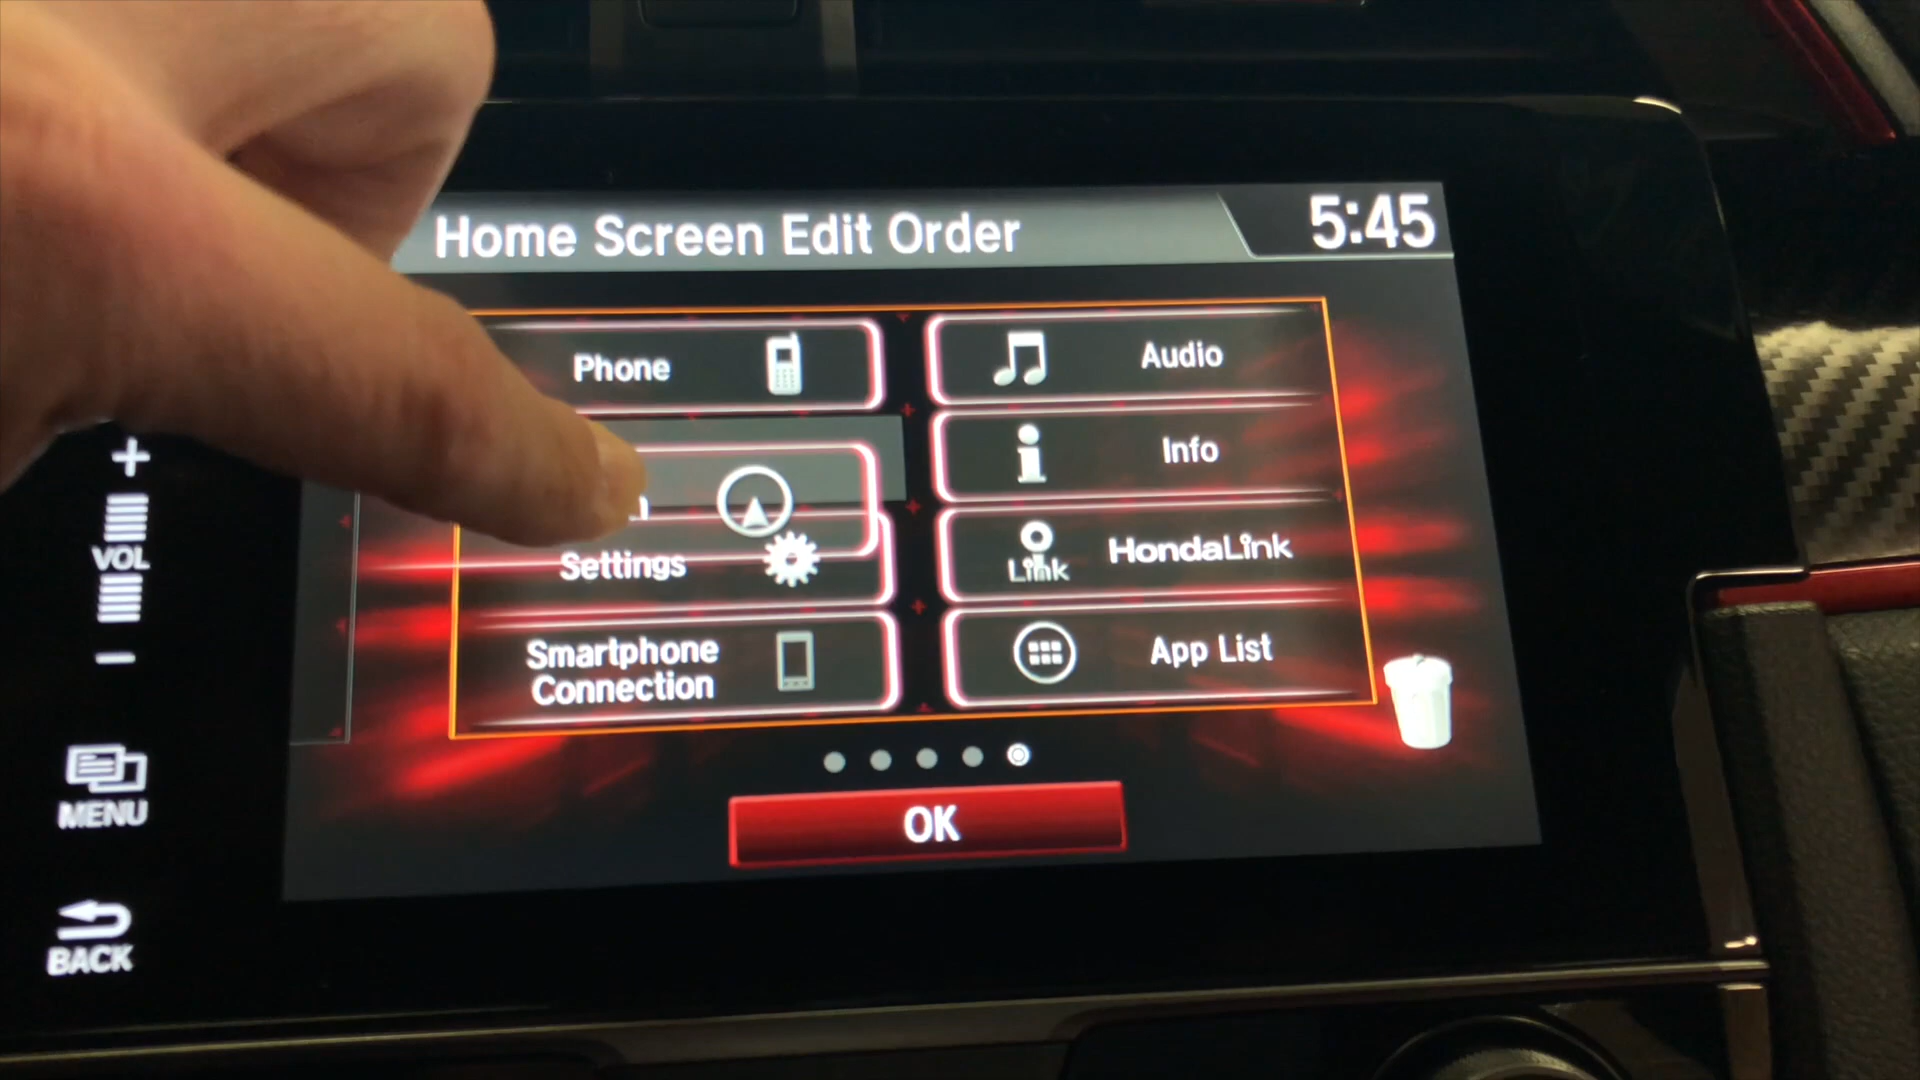 Home Screen Edit Order
5:45
Phone
Audio
Info
Settings
Link
HondaLink
Smartphone
Connection
App List
OK
+
VOL
–
MENU
BACK